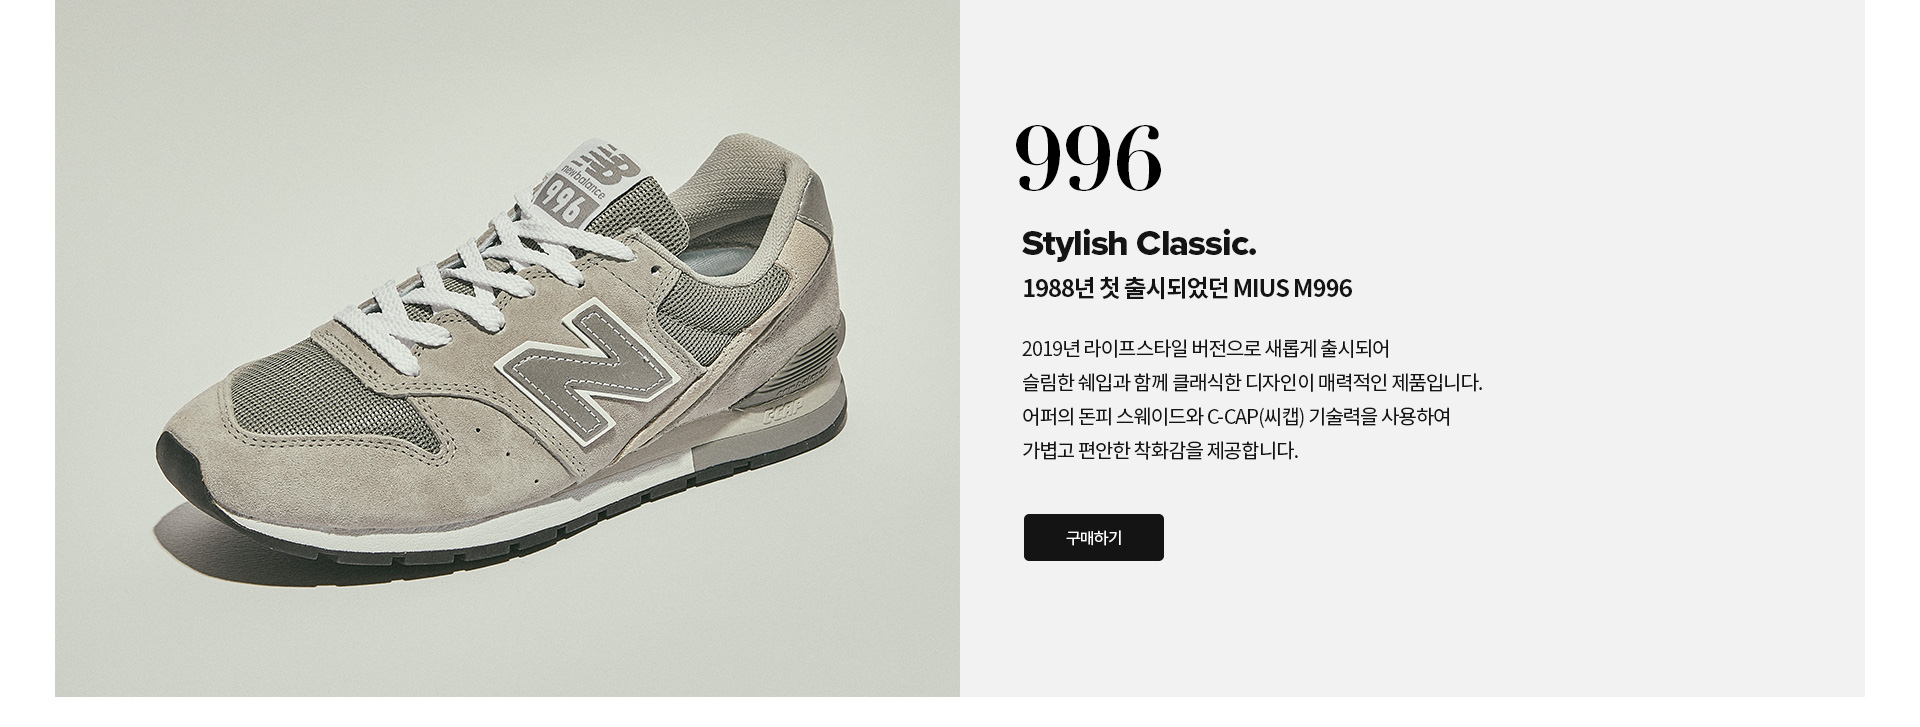 NB
new balance
996
N
C-CAP
996
Stylish Classic.
1988년 첫 출시되었던 MIUS M996
2019년 라이프스타일 버전으로 새롭게 출시되어
슬림한 쉐입과 함께 클래식한 디자인이 매력적인 제품입니다.
어퍼의 돈피 스웨이드와 C-CAP(씨캡) 기술력을 사용하여
가볍고 편안한 착화감을 제공합니다.
구매하기